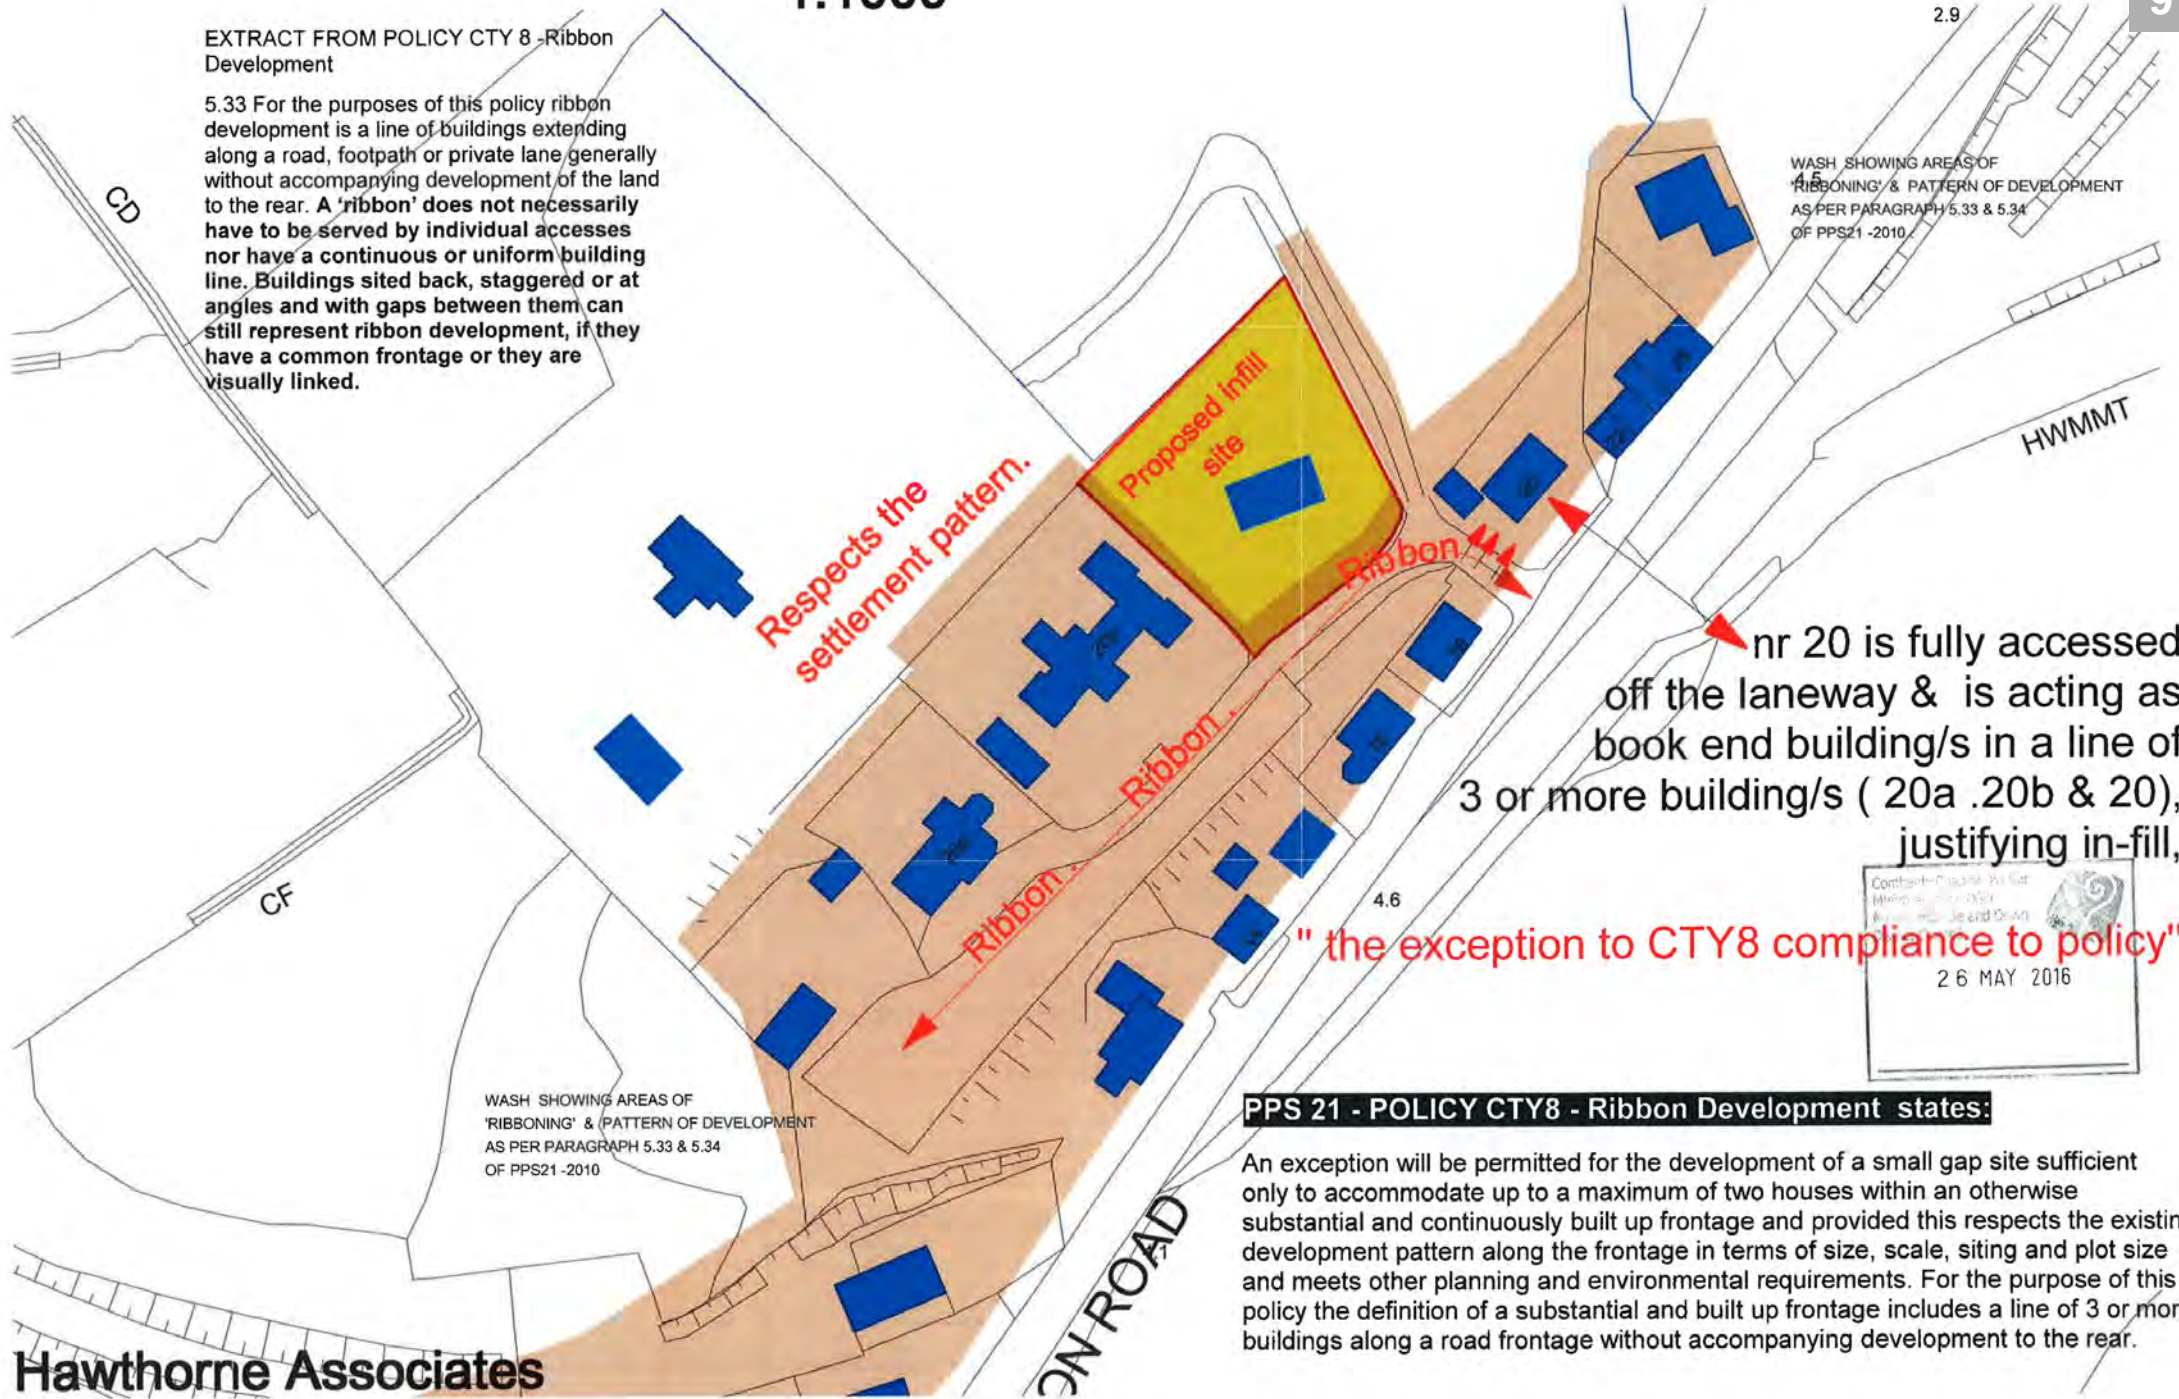 EXTRACT FROM POLICY CTY 8 -Ribbon
Development
5.33 For the purposes of this policy ribbon
development is a line of buildings extending
along a road, footpath or private lane generally
without accompanying development of the land
to the rear. A ‘ribbon’ does not necessarily
have to be served by individual accesses
nor have a continuous or uniform building
line. Buildings sited back, staggered or at
angles and with gaps between them can
still represent ribbon development, if they
have a common frontage or they are
visually linked.
2.9
9
CD
WASH SHOWING AREAS OF
'RIBBONING' & PATTERN OF DEVELOPMENT
AS PER PARAGRAPH 5.33 & 5.34
OF PPS21 -2010
4.5
HWMMT
Proposed infill
site
Respects the
settlement pattern.
Ribbon
Ribbon .
Ribbon .
nr 20 is fully accessed
off the laneway & is acting as
book end building/s in a line of
3 or more building/s ( 20a .20b & 20),
justifying in-fill,
CF
4.6
" the exception to CTY8 compliance to policy"
26 MAY 2016
WASH SHOWING AREAS OF
'RIBBONING' & PATTERN OF DEVELOPMENT
AS PER PARAGRAPH 5.33 & 5.34
OF PPS21 -2010
PPS 21 - POLICY CTY8 - Ribbon Development states:
An exception will be permitted for the development of a small gap site sufficient
only to accommodate up to a maximum of two houses within an otherwise
substantial and continuously built up frontage and provided this respects the existin
development pattern along the frontage in terms of size, scale, siting and plot size
and meets other planning and environmental requirements. For the purpose of this
policy the definition of a substantial and built up frontage includes a line of 3 or mor
buildings along a road frontage without accompanying development to the rear.
ON ROAD
Hawthorne Associates